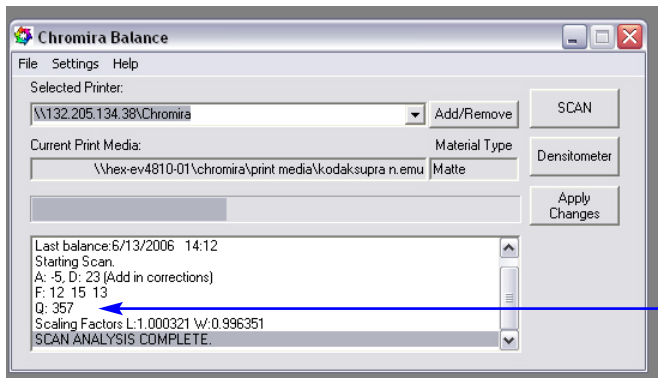 Chromira Balance
File Settings Help
Selected Printer:
\\132.205.134.38\Chromira
Add/Remove
SCAN
Current Print Media:
Material Type
Densitometer
\\hex-ev4810-01\chromira\print media\kodaksupra n.emu
Matte
Apply
Changes
Last balance:6/13/2006 14:12
Starting Scan.
A: -5, D: 23 (Add in corrections)
F: 12 15 13
Q: 357
Scaling Factors L:1.000321 W:0.996351
SCAN ANALYSIS COMPLETE.